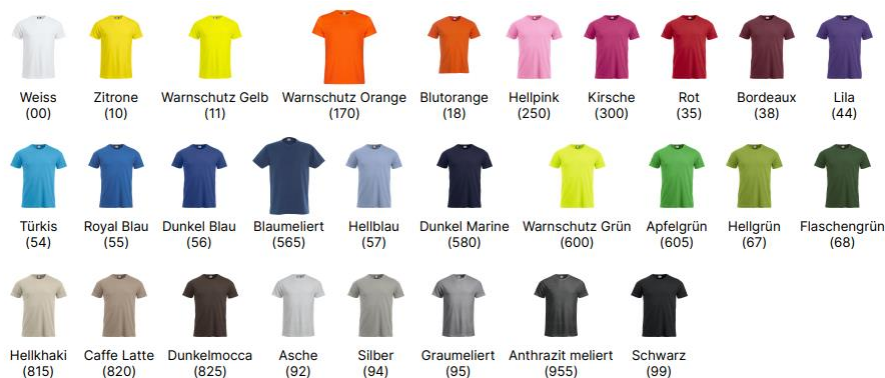 Weiss Zitrone Warnschutz Gelb Warnschutz Orange Blutorange Hellpink Kirsche Rot Bordeaux Lila
(00) (10) (11) (170) (18) (250) (300) (35) (38) (44)
Türkis Royal Blau Dunkel Blau Blaumeliert Hellblau Dunkel Marine Warnschutz Grün Apfelgrün Hellgrün Flaschengrün
(54) (55) (56) (565) (57) (580) (600) (605) (67) (68)
Hellkhaki Caffe Latte Dunkelmocca Asche Silber Graumeliert Anthrazit meliert Schwarz
(815) (820) (825) (92) (94) (95) (955) (99)